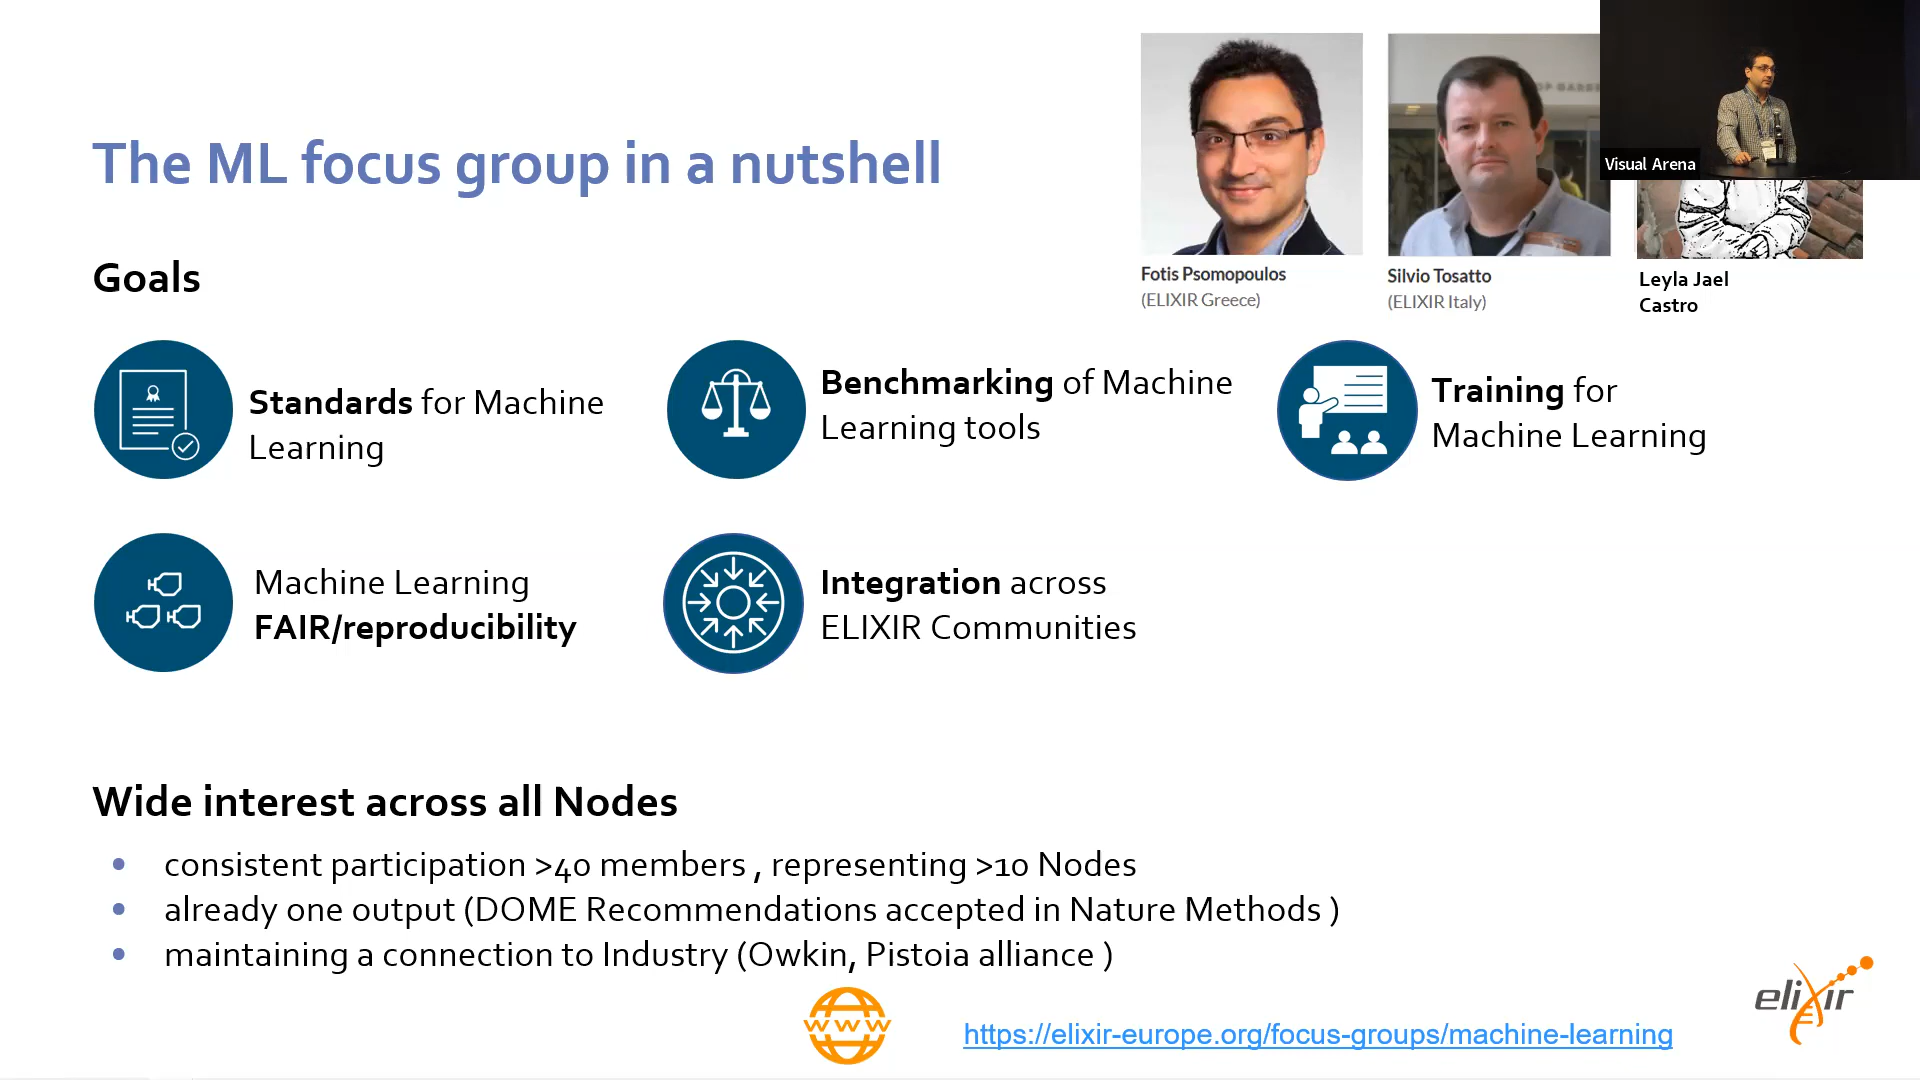 The ML focus group in a nutshell
Visual Arena
Fotis Psomopoulos
(ELIXIR Greece)
Silvio Tosatto
(ELIXIR Italy)
Leyla Jael
Castro
Goals
Standards for Machine
Learning
Benchmarking of Machine
Learning tools
Training for
Machine Learning
Machine Learning
FAIR/reproducibility
Integration across
ELIXIR Communities
Wide interest across all Nodes
• consistent participation >40 members , representing >10 Nodes
• already one output (DOME Recommendations accepted in Nature Methods )
• maintaining a connection to Industry (Owkin, Pistoia alliance )
www
https://elixir-europe.org/focus-groups/machine-learning
elixir